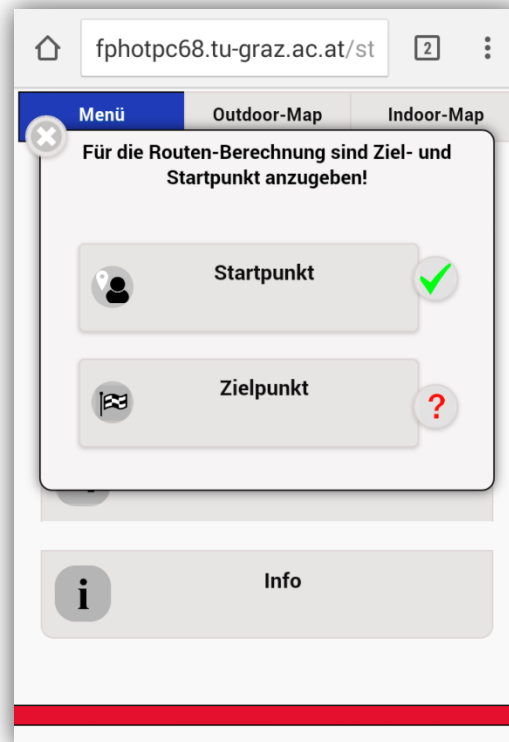 fphotpc68.tu-graz.ac.at/st
2
Menü
Outdoor-Map
Indoor-Map
Für die Routen-Berechnung sind Ziel- und
Startpunkt anzugeben!
Startpunkt
Zielpunkt
?
i
Info